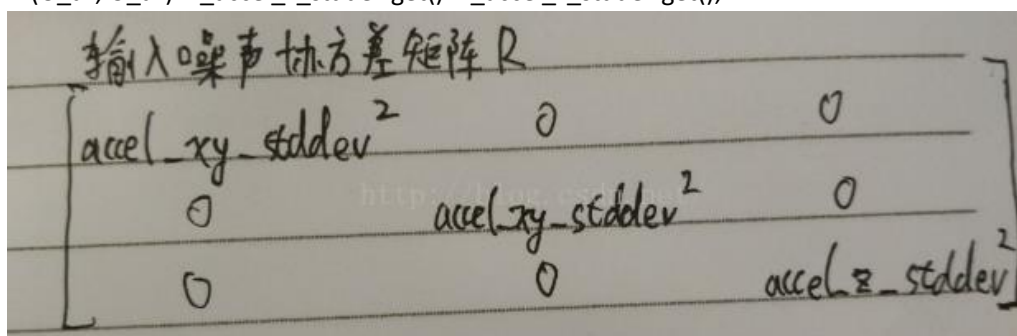 输入噪声协方差矩阵R
accel_xy_stddev² 0 0
0 accel_xy_stddev² 0
0 0 accel_z_stddev²